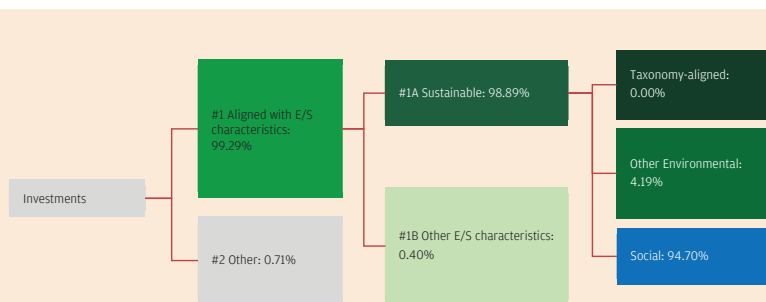 Investments
#1 Aligned with E/S
characteristics:
99.29%
#2 Other: 0.71%
#1A Sustainable: 98.89%
#1B Other E/S characteristics:
0.40%
Taxonomy-aligned:
0.00%
Other Environmental:
4.19%
Social: 94.70%